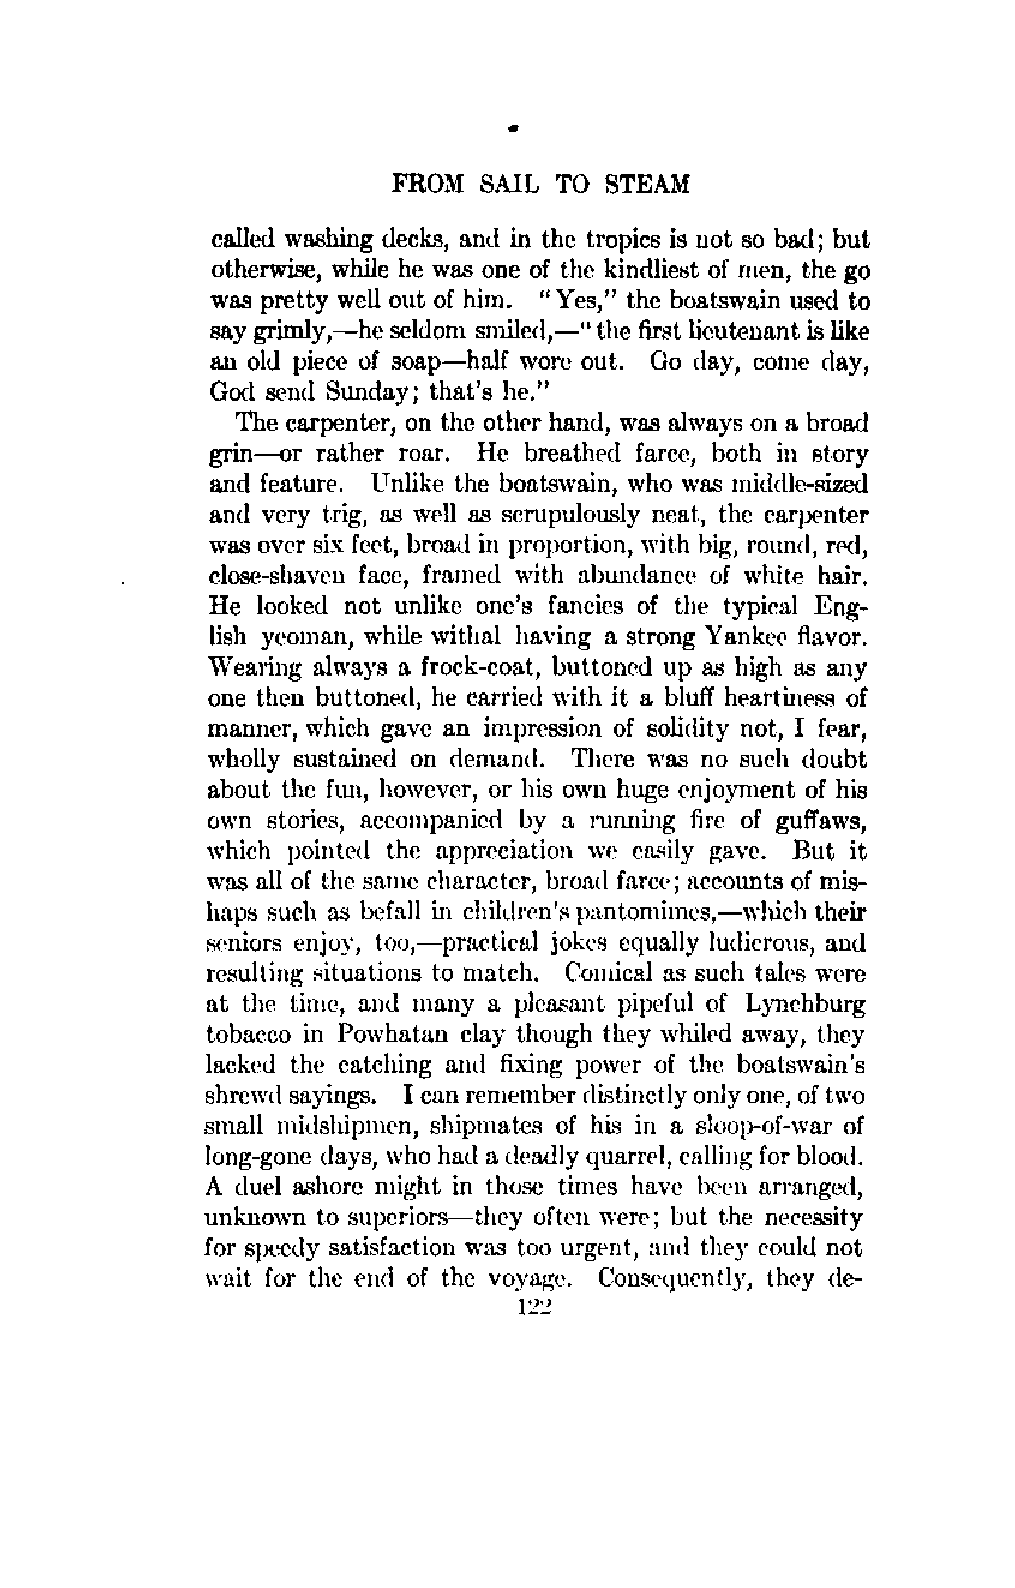 FROM SAIL TO STEAM
called washing decks, and in the tropics is not so bad; but
otherwise, while he was one of the kindliest of men, the go
was pretty well out of him. "Yes," the boatswain used to
say grimly,—he seldom smiled,—"the first lieutenant is like
an old piece of soap—half wore out. Go day, come day,
God send Sunday; that's he."
The carpenter, on the other hand, was always on a broad
grin—or rather roar. He breathed farce, both in story
and feature. Unlike the boatswain, who was middle-sized
and very trig, as well as scrupulously neat, the carpenter
was over six feet, broad in proportion, with big, round, red,
close-shaven face, framed with abundance of white hair.
He looked not unlike one's fancies of the typical Eng-
lish yeoman, while withal having a strong Yankee flavor.
Wearing always a frock-coat, buttoned up as high as any
one then buttoned, he carried with it a bluff heartiness of
manner, which gave an impression of solidity not, I fear,
wholly sustained on demand. There was no such doubt
about the fun, however, or his own huge enjoyment of his
own stories, accompanied by a running fire of guffaws,
which pointed the appreciation we easily gave. But it
was all of the same character, broad farce; accounts of mis-
haps such as befall in children's pantomimes,—which their
seniors enjoy, too,—practical jokes equally ludicrous, and
resulting situations to match. Comical as such tales were
at the time, and many a pleasant pipeful of Lynchburg
tobacco in Powhatan clay though they whiled away, they
lacked the catching and fixing power of the boatswain's
shrewd sayings. I can remember distinctly only one, of two
small midshipmen, shipmates of his in a sloop-of-war of
long-gone days, who had a deadly quarrel, calling for blood.
A duel ashore might in those times have been arranged,
unknown to superiors—they often were; but the necessity
for speedy satisfaction was too urgent, and they could not
wait for the end of the voyage. Consequently, they de-
122